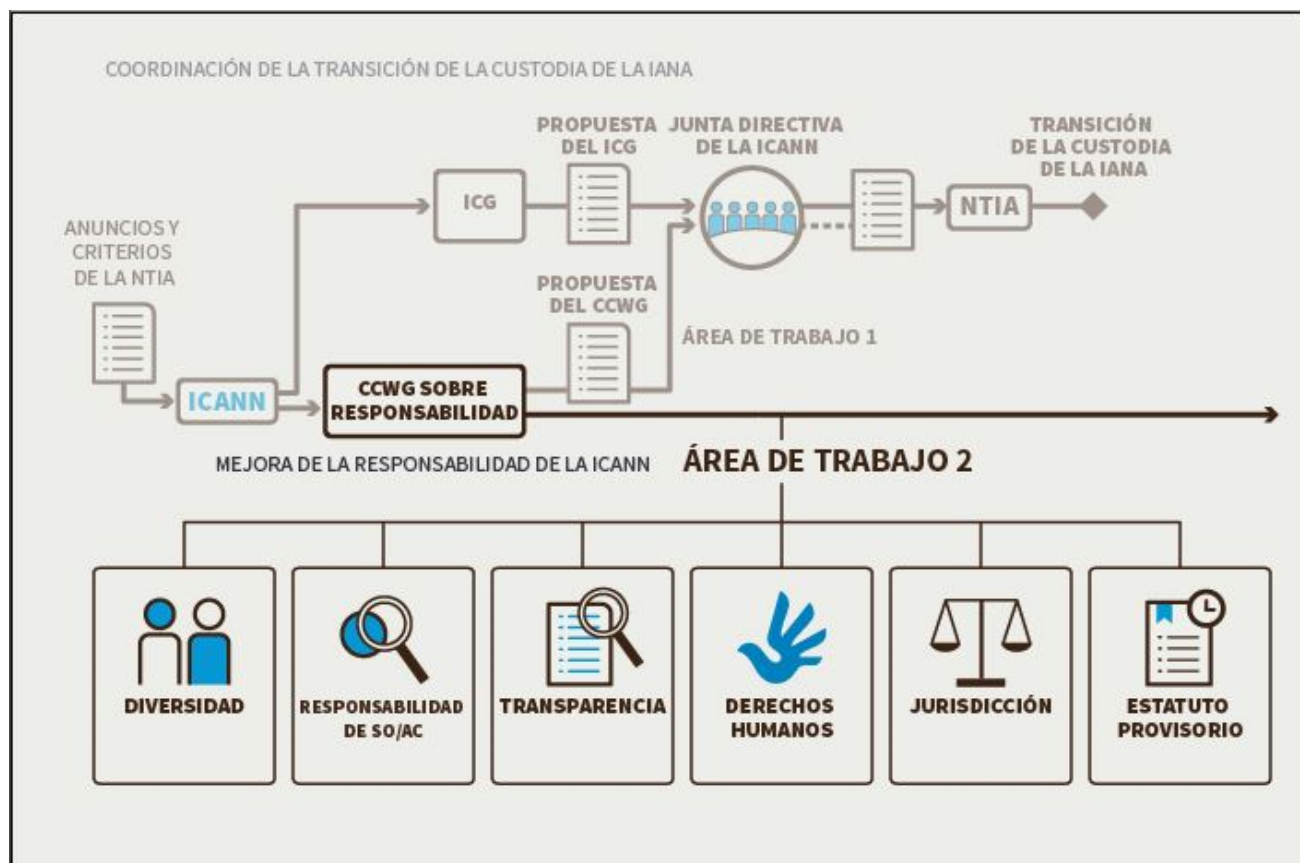 COORDINACIÓN DE LA TRANSICIÓN DE LA CUSTODIA DE LA IANA
PROPUESTA
DEL ICG
JUNTA DIRECTIVA
DE LA ICANN
TRANSICIÓN
DE LA CUSTODIA
DE LA IANA
ICG
NTIA
ANUNCIOS Y
CRITERIOS
DE LA NTIA
PROPUESTA
DEL CCWG
ÁREA DE TRABAJO 1
ICANN
CCWG SOBRE
RESPONSABILIDAD
MEJORA DE LA RESPONSABILIDAD DE LA ICANN
ÁREA DE TRABAJO 2
DIVERSIDAD
RESPONSABILIDAD
DE SO/AC
TRANSPARENCIA
DERECHOS
HUMANOS
JURISDICCIÓN
ESTATUTO
PROVISORIO